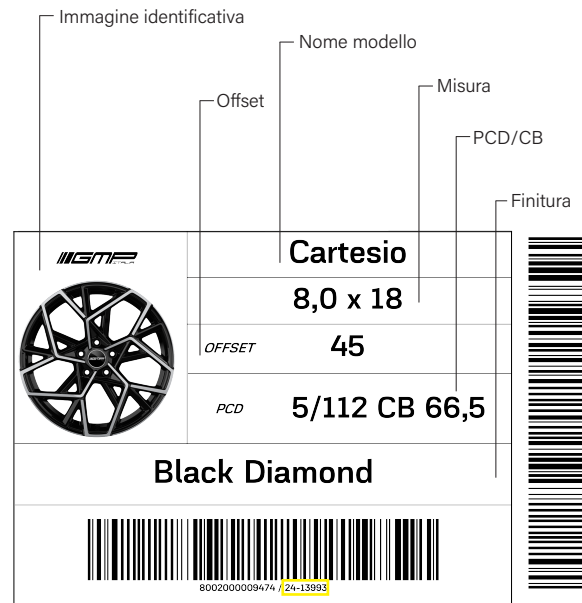 Immagine identificativa
Nome modello
Misura
Offset
PCD/CB
Finitura
GMP
Cartesio
8,0 x 18
OFFSET 45
PCD 5/112 CB 66,5
Black Diamond
8002000009474 / 24-13993